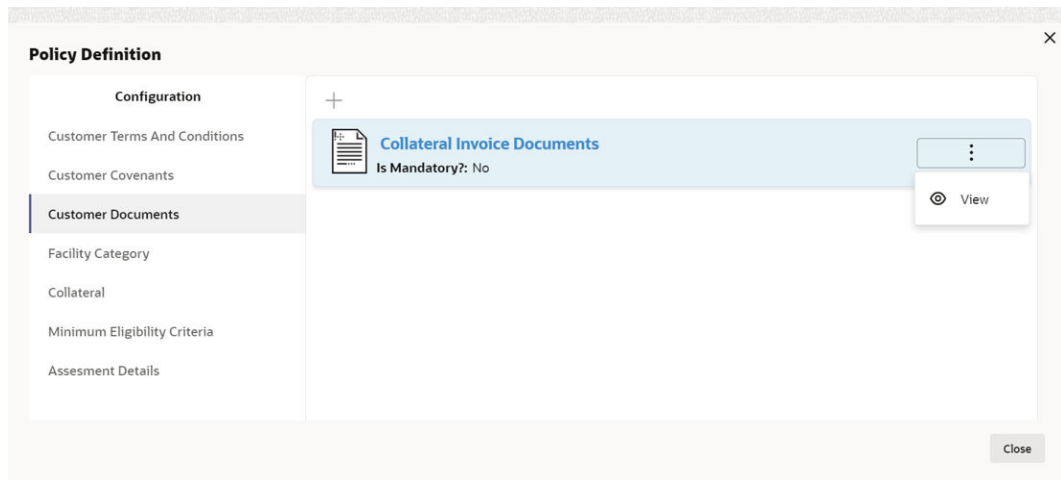 Policy Definition
Configuration
Customer Terms And Conditions
Customer Covenants
Customer Documents
Facility Category
Collateral
Minimum Eligibility Criteria
Assesment Details
Collateral Invoice Documents
Is Mandatory?: No
View
Close